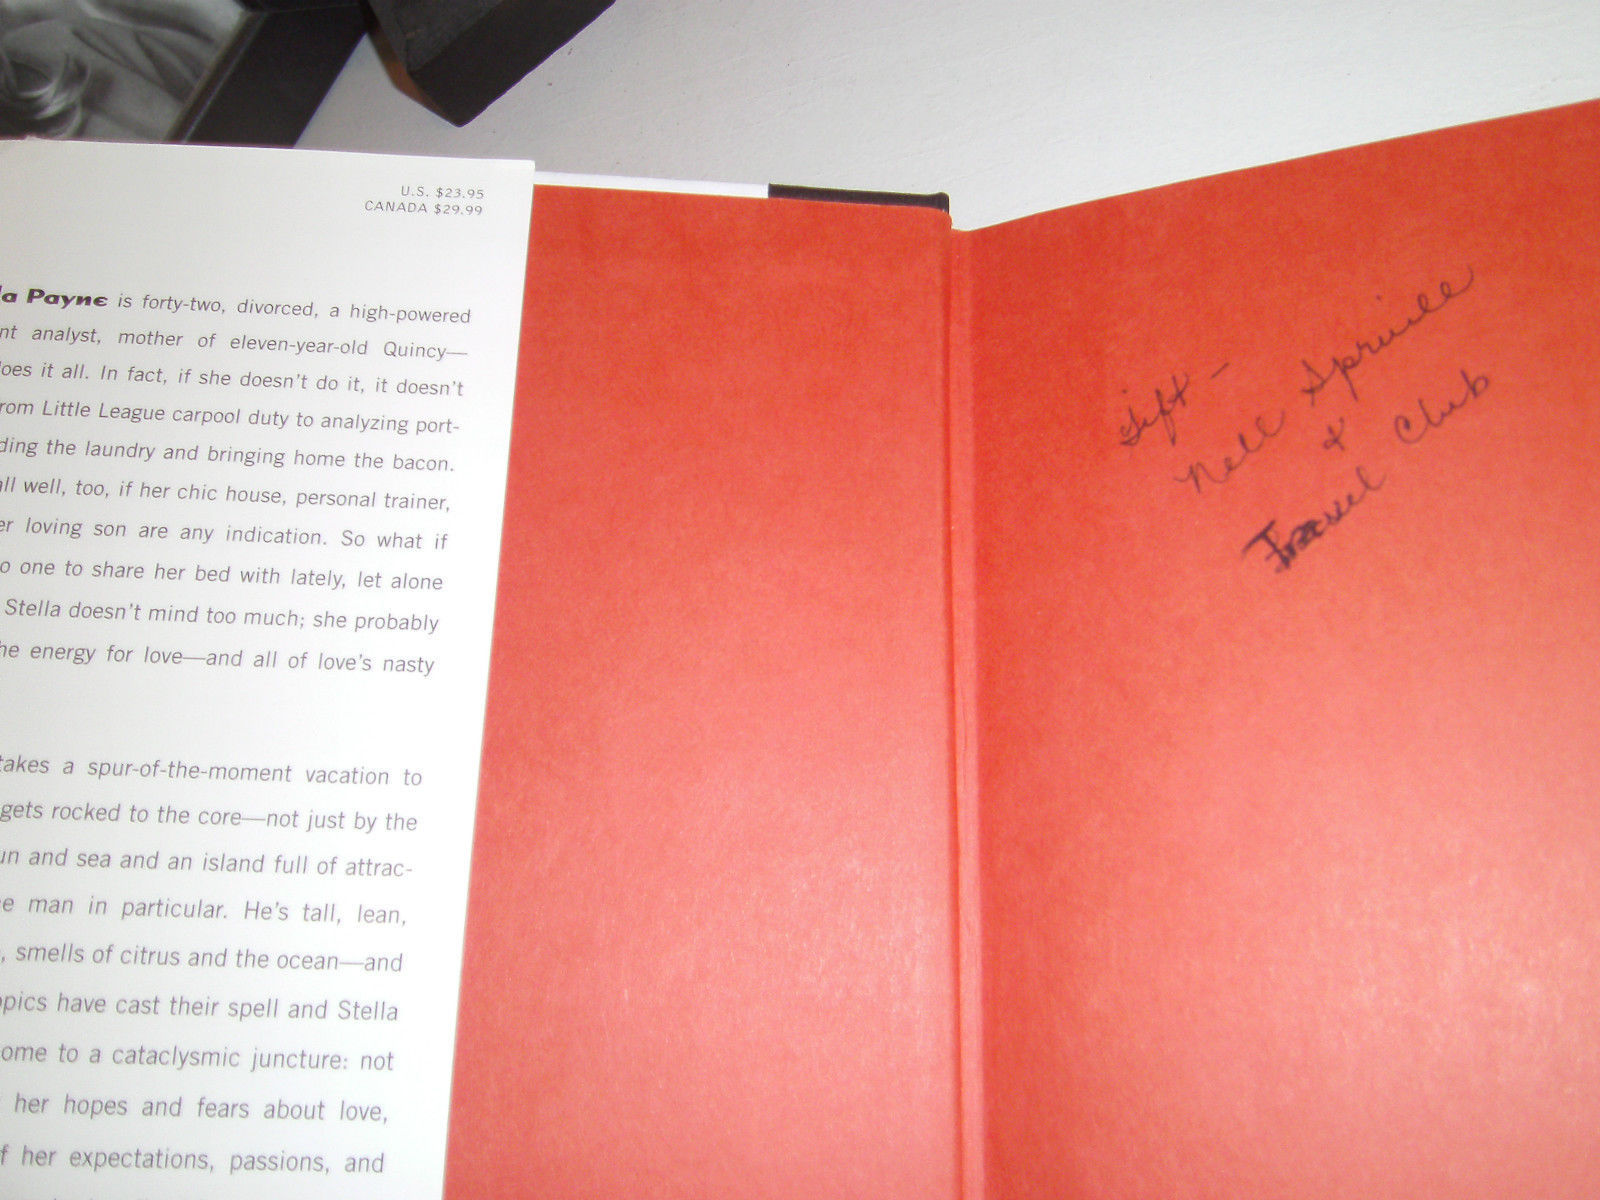 U.S. $23.95
CANADA $29.99
la Payne is forty-two, divorced, a high-powered
nt analyst, mother of eleven-year-old Quincy—
loes it all. In fact, if she doesn't do it, it doesn't
rom Little League carpool duty to analyzing port-
ding the laundry and bringing home the bacon.
all well, too, if her chic house, personal trainer,
er loving son are any indication. So what if
o one to share her bed with lately, let alone
Stella doesn't mind too much; she probably
he energy for love—and all of love's nasty
takes a spur-of-the-moment vacation to
gets rocked to the core—not just by the
un and sea and an island full of attrac-
e man in particular. He's tall, lean,
, smells of citrus and the ocean—and
opics have cast their spell and Stella
ome to a cataclysmic juncture: not
her hopes and fears about love,
f her expectations, passions, and
Gift -
Nell Spruill
&
Travel Club